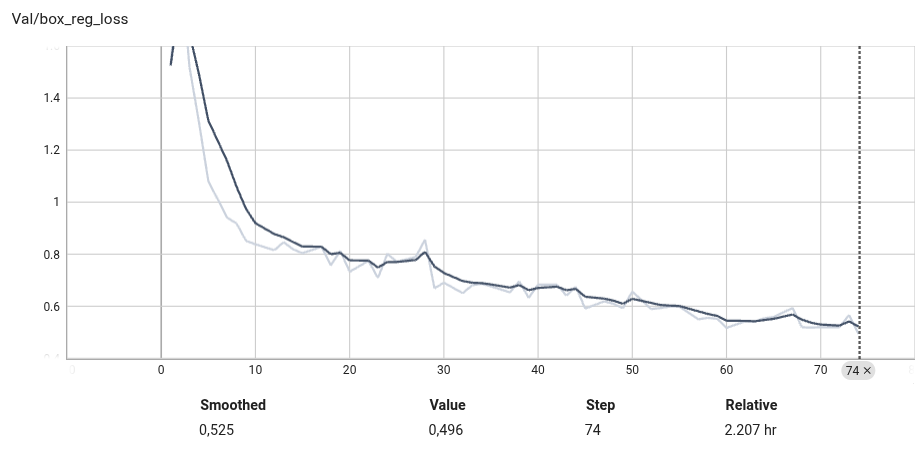 Val/box_reg_loss
1.4
1.2
1
0.8
0.6
0 10 20 30 40 50 60 70 74 ×
Smoothed Value Step Relative
0,525 0,496 74 2.207 hr